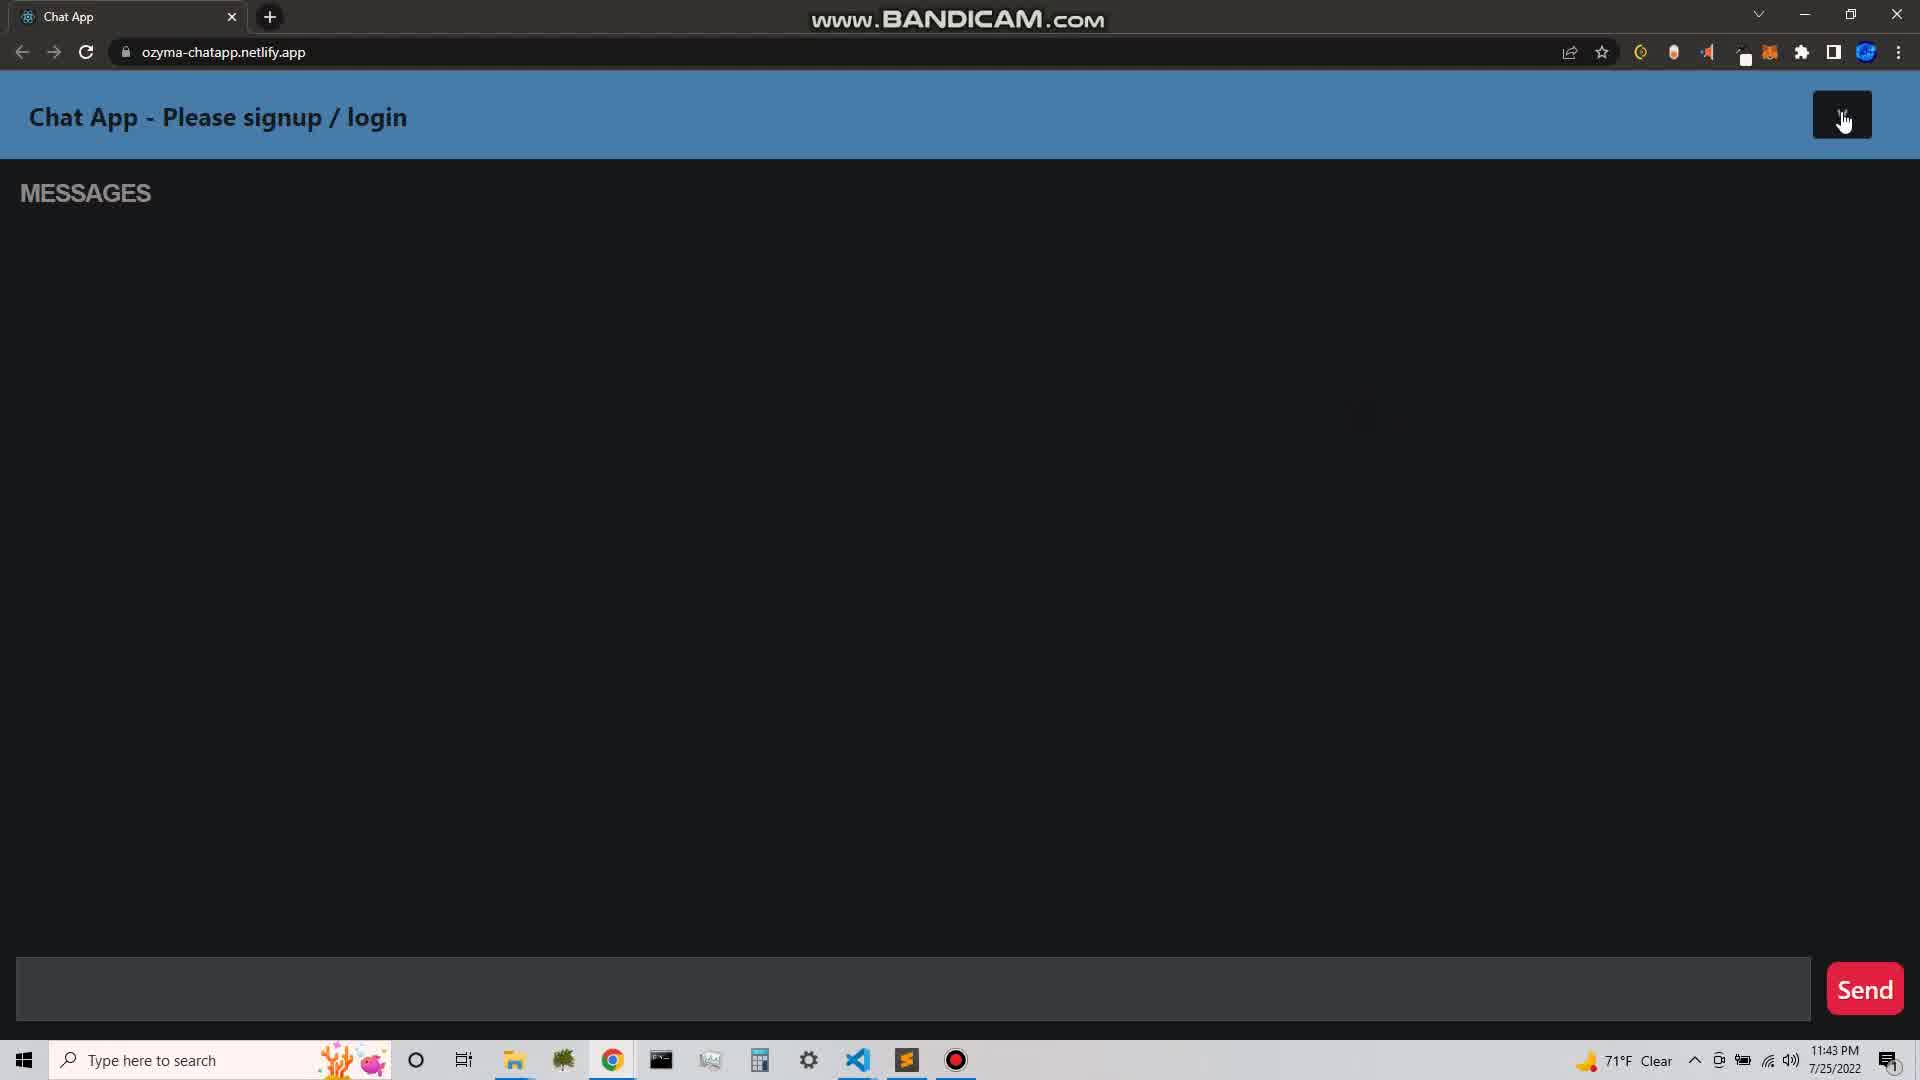 Chat App
www.BANDICAM.com
ozyma-chatapp.netlify.app
Chat App - Please signup / login
MESSAGES
Send
Type here to search
71°F Clear
11:43 PM
7/25/2022
1